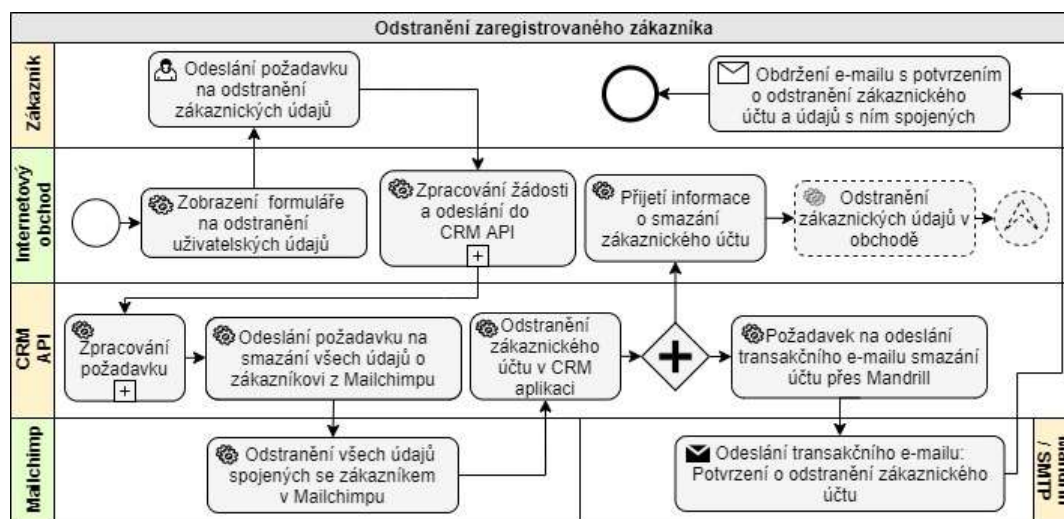 Odstranění zaregistrovaného zákazníka
Zákazník
Odeslání požadavku
na odstranění
zákaznických údajů
Obdržení e-mailu s potvrzením
o odstranění zákaznického
účtu a údajů s ním spojených
Internetový
obchod
Zobrazení formuláře
na odstranění
uživatelských údajů
Zpracování žádosti
a odeslání do
CRM API
Přijetí informace
o smazání
zákaznického účtu
Odstranění
zákaznických údajů v
obchodě
CRM
API
Zpracování
požadavku
Odeslání požadavku na
smazání všech údajů o
zákazníkovi z Mailchimpu
Odstranění
zákaznického
účtu v CRM
aplikaci
Požadavek na odeslání
transakčního e-mailu smazání
účtu přes Mandrill
Mailchimp
Odstranění všech údajů
spojených se zákazníkem
v Mailchimpu
Odeslání transakčního e-mailu:
Potvrzení o odstranění zákaznického
účtu
/ SMTP